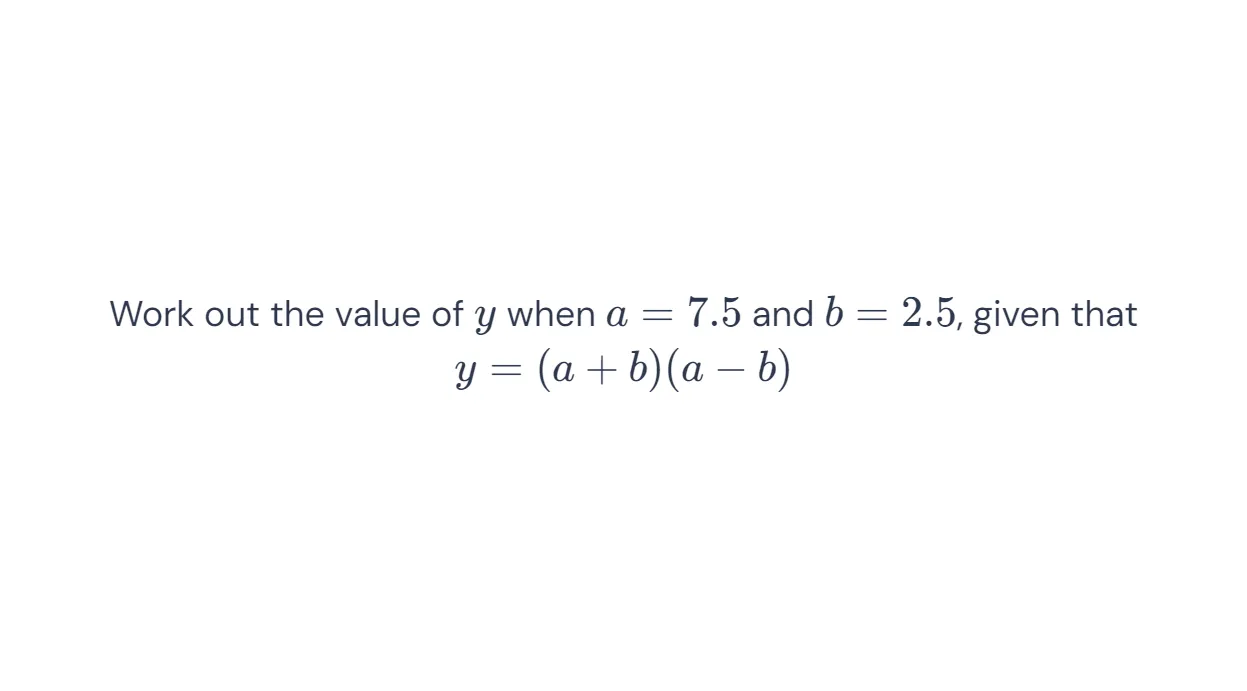 Work out the value of y when a = 7.5 and b = 2.5, given that
y = (a + b)(a − b)